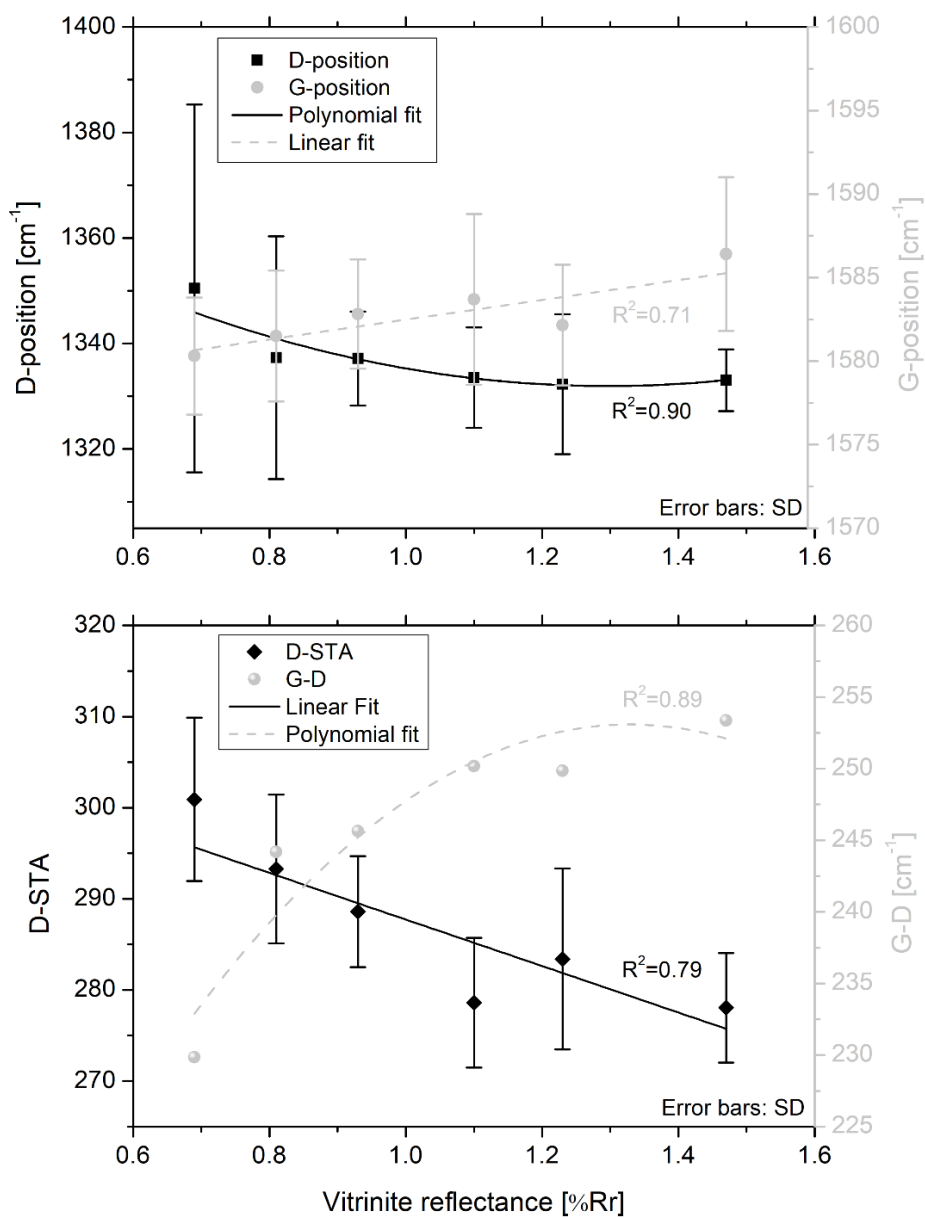 1400
1380
1360
1340
1320
D-position [cm⁻¹]
D-position
G-position
Polynomial fit
Linear fit
R²=0.71
R²=0.90
Error bars: SD
1600
1595
1590
1585
1580
1575
1570
G-position [cm⁻¹]
0.6 0.8 1.0 1.2 1.4 1.6
320
310
300
290
280
270
D-STA
D-STA
G-D
Linear Fit
Polynomial fit
R²=0.89
R²=0.79
Error bars: SD
260
255
250
245
240
235
230
225
G-D [cm⁻¹]
0.6 0.8 1.0 1.2 1.4 1.6
Vitrinite reflectance [%Rr]